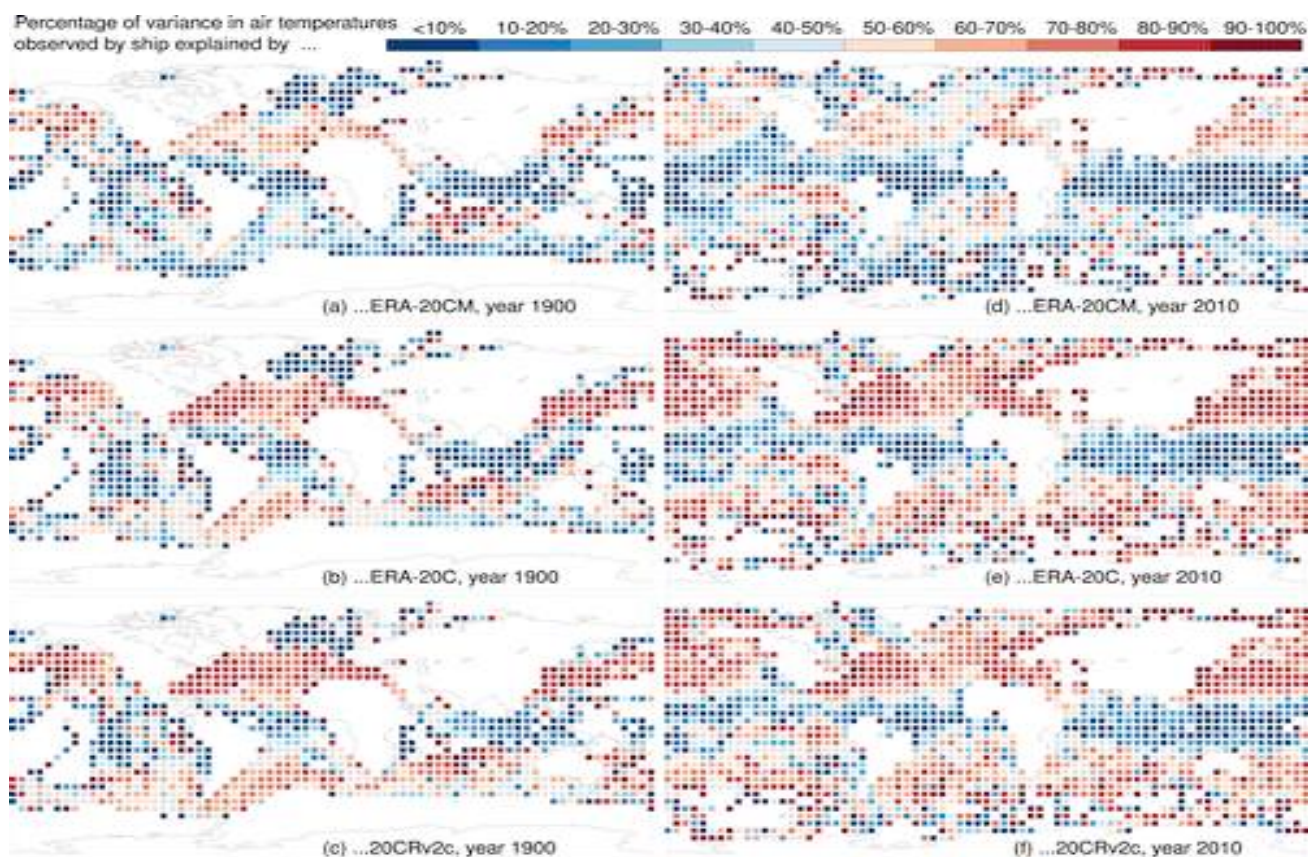 Percentage of variance in air temperatures
observed by ship explained by ...
<10% 10-20% 20-30% 30-40% 40-50% 50-60% 60-70% 70-80% 80-90% 90-100%
(a) ...ERA-20CM, year 1900
(d) ...ERA-20CM, year 2010
(b) ...ERA-20C, year 1900
(e) ...ERA-20C, year 2010
(c) ...20CRv2c, year 1900
(f) ...20CRv2c, year 2010